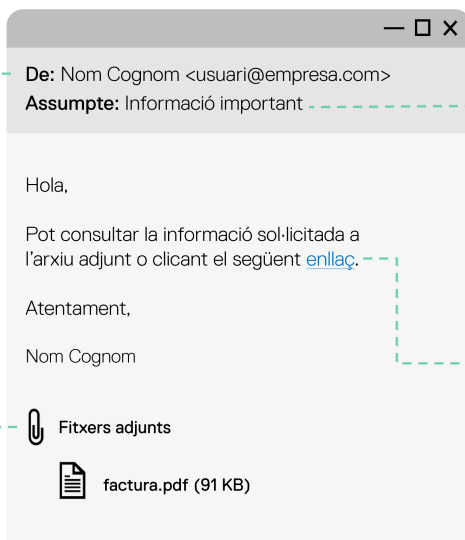 De: Nom Cognom <usuari@empresa.com>
Assumpte: Informació important
Hola,
Pot consultar la informació sol·licitada a
l'arxiu adjunt o clicant el següent enllaç.
Atentament,
Nom Cognom
Fitxers adjunts
factura.pdf (91 KB)